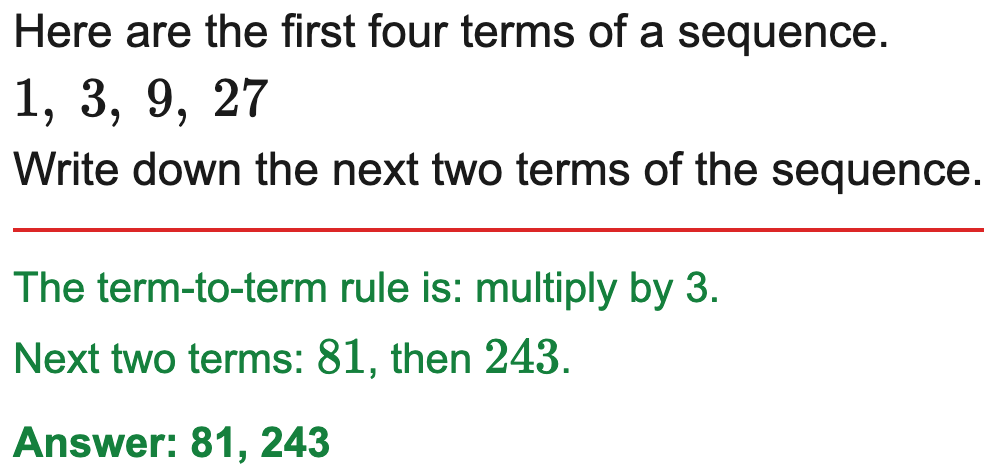 Here are the first four terms of a sequence.
1, 3, 9, 27
Write down the next two terms of the sequence.
The term-to-term rule is: multiply by 3.
Next two terms: 81, then 243.
Answer: 81, 243